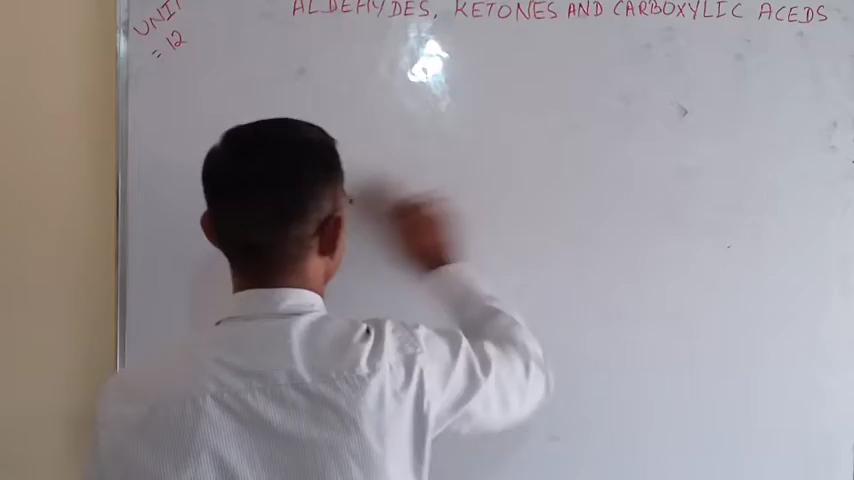 UNIT
= 12
ALDEHYDES, KETONES AND CARBOXYLIC ACEDS